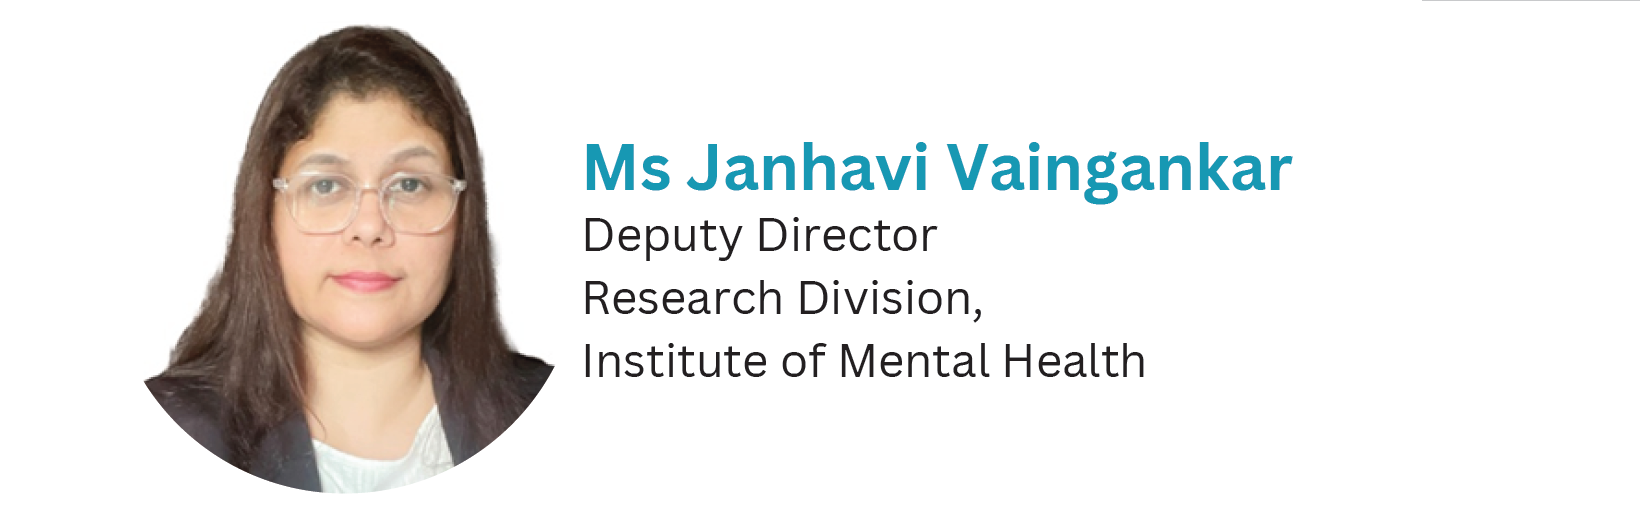 Ms Janhavi Vaingankar
Deputy Director
Research Division,
Institute of Mental Health